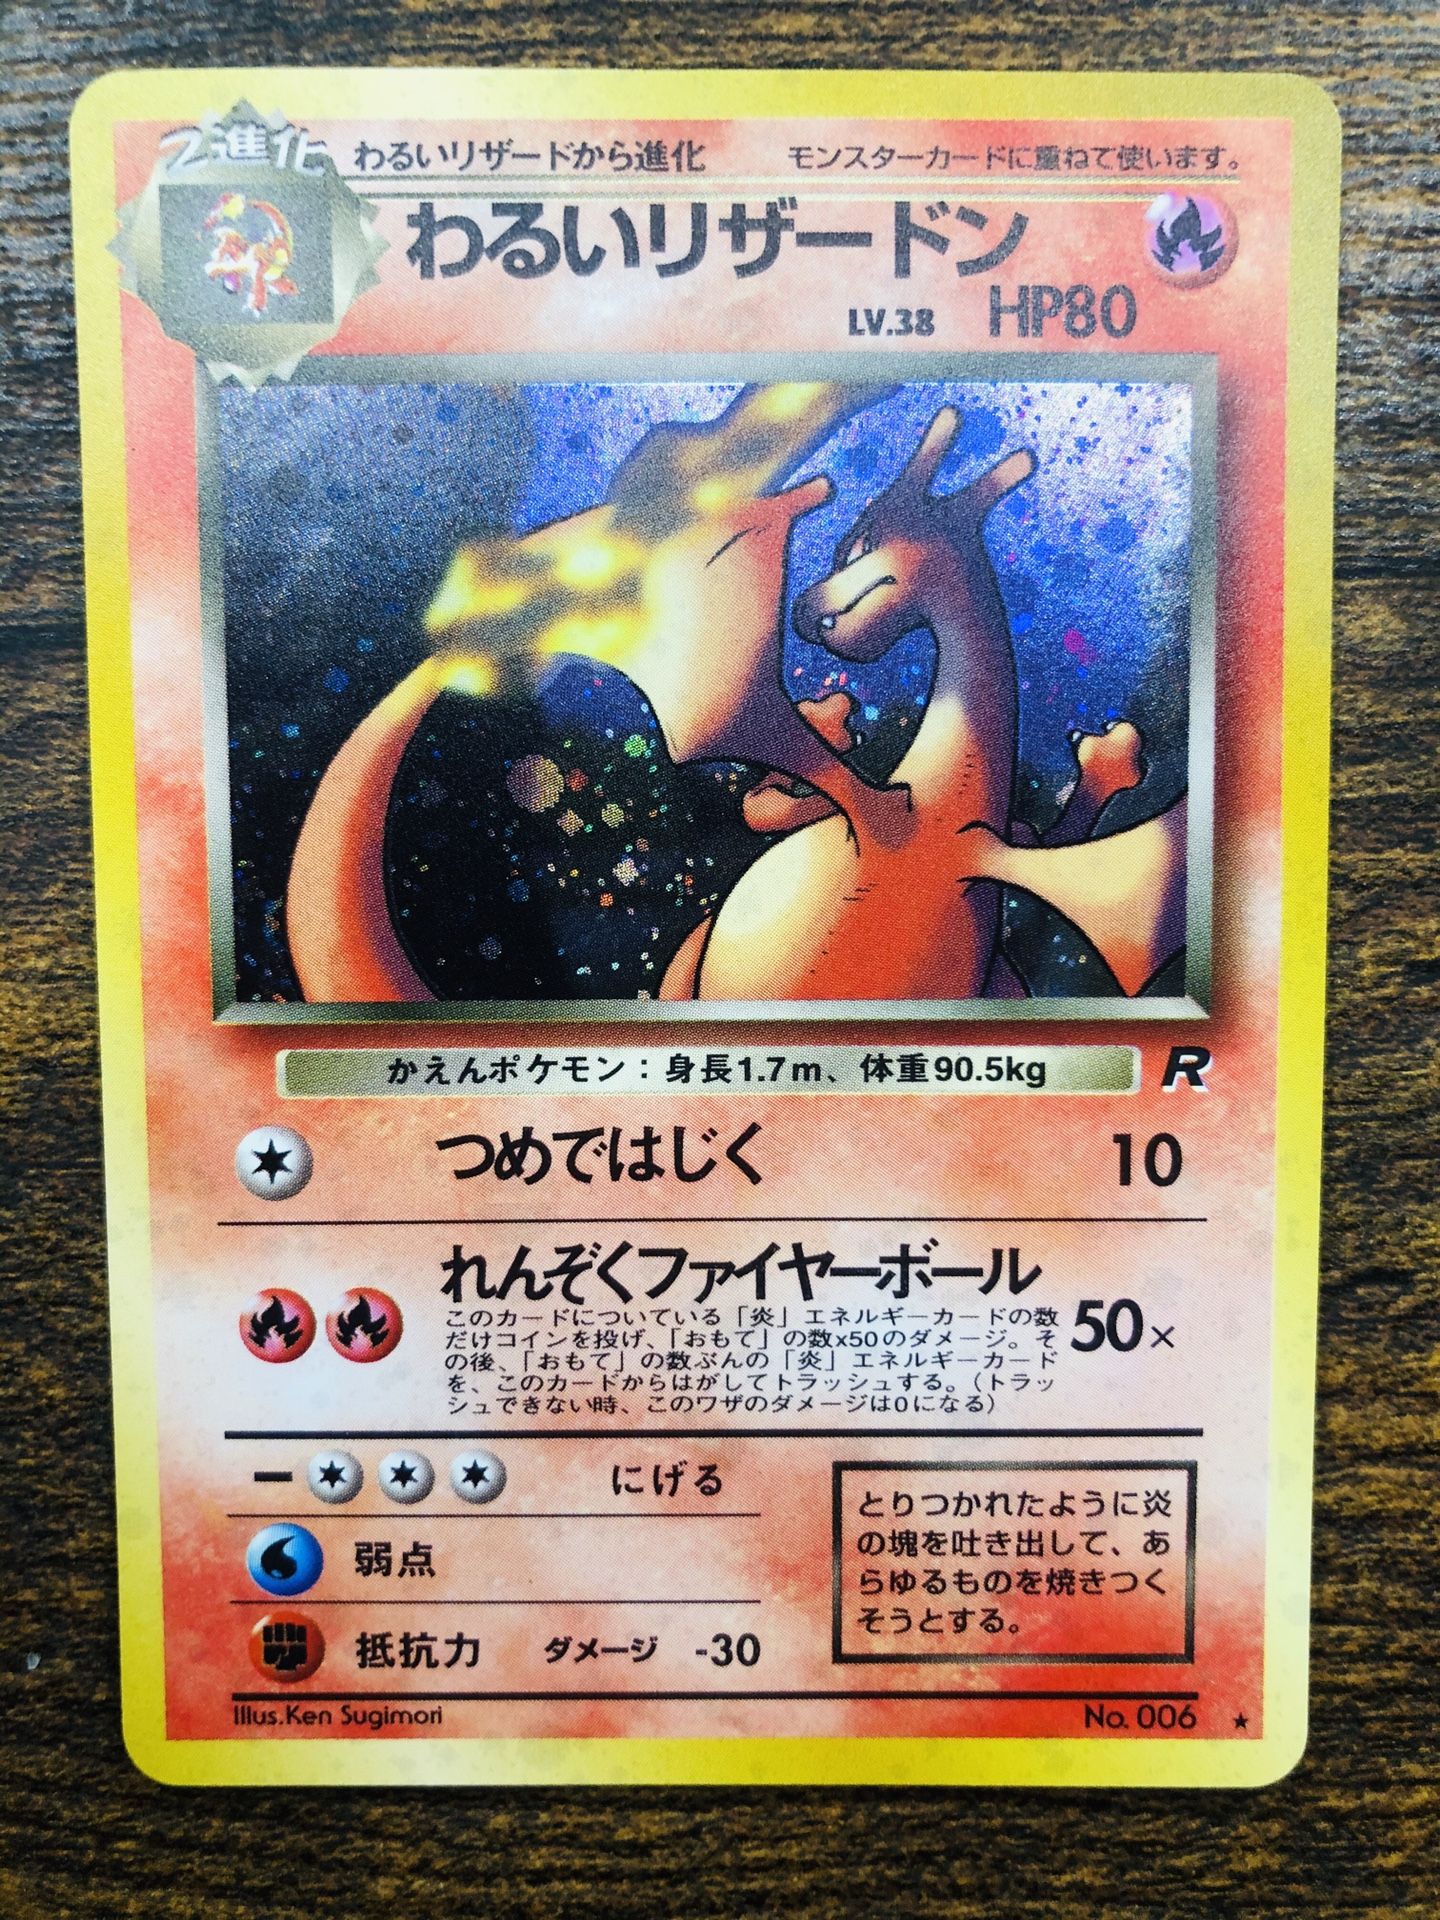 2進化
わるいリザードから進化 モンスターカードに重ねて使います。
わるいリザードン
LV.38 HP80
かえんポケモン：身長1.7m、体重90.5kg
R
つめではじく 10
れんぞくファイヤーボール
このカードについている「炎」エネルギーカードの数
だけコインを投げ、「おもて」の数x50のダメージ。そ
の後、「おもて」の数ぶんの「炎」エネルギーカード
を、このカードからはがしてトラッシュする。（トラッ
シュできない時、このワザのダメージは0になる）
50×
− にげる
弱点
抵抗力 ダメージ -30
とりつかれたように炎
の塊を吐き出して、あ
らゆるものを焼きつく
そうとする。
Illus.Ken Sugimori No. 006 ★